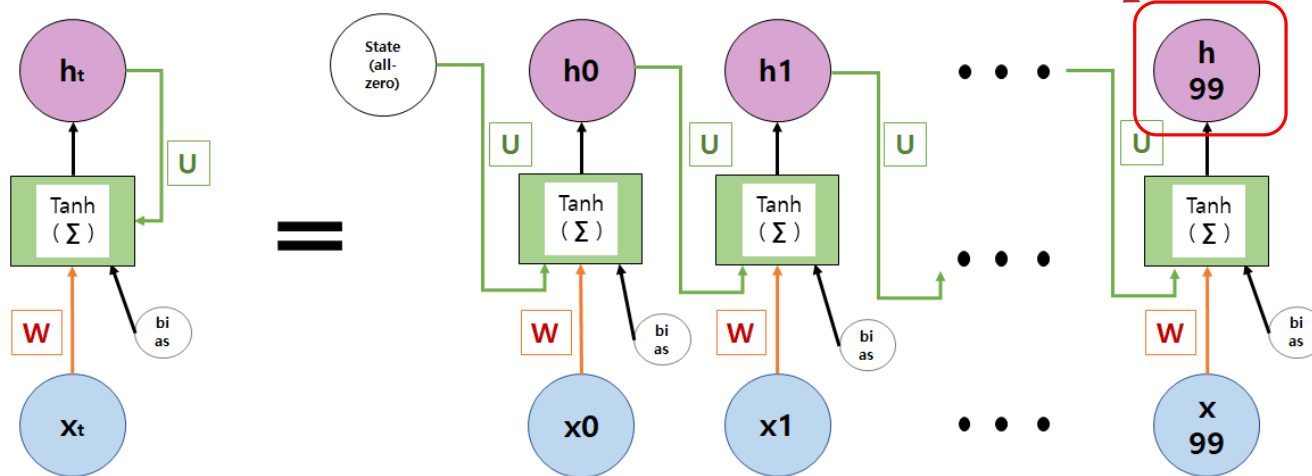 ht
U
Tanh
( Σ )
W
bi
as
xt
=
State
(all-
zero)
h0
h1
h
99
U
U
U
U
Tanh
( Σ )
Tanh
( Σ )
Tanh
( Σ )
W
bi
as
W
bi
as
W
bi
as
x0
x1
x
99